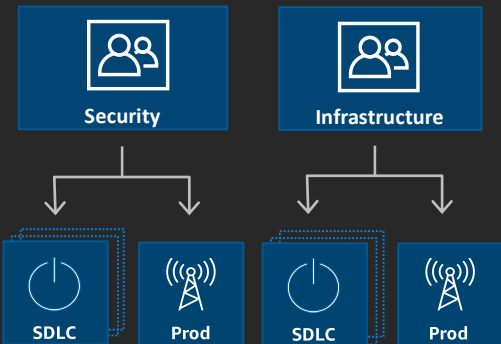 Security
Infrastructure
SDLC
Prod
SDLC
Prod